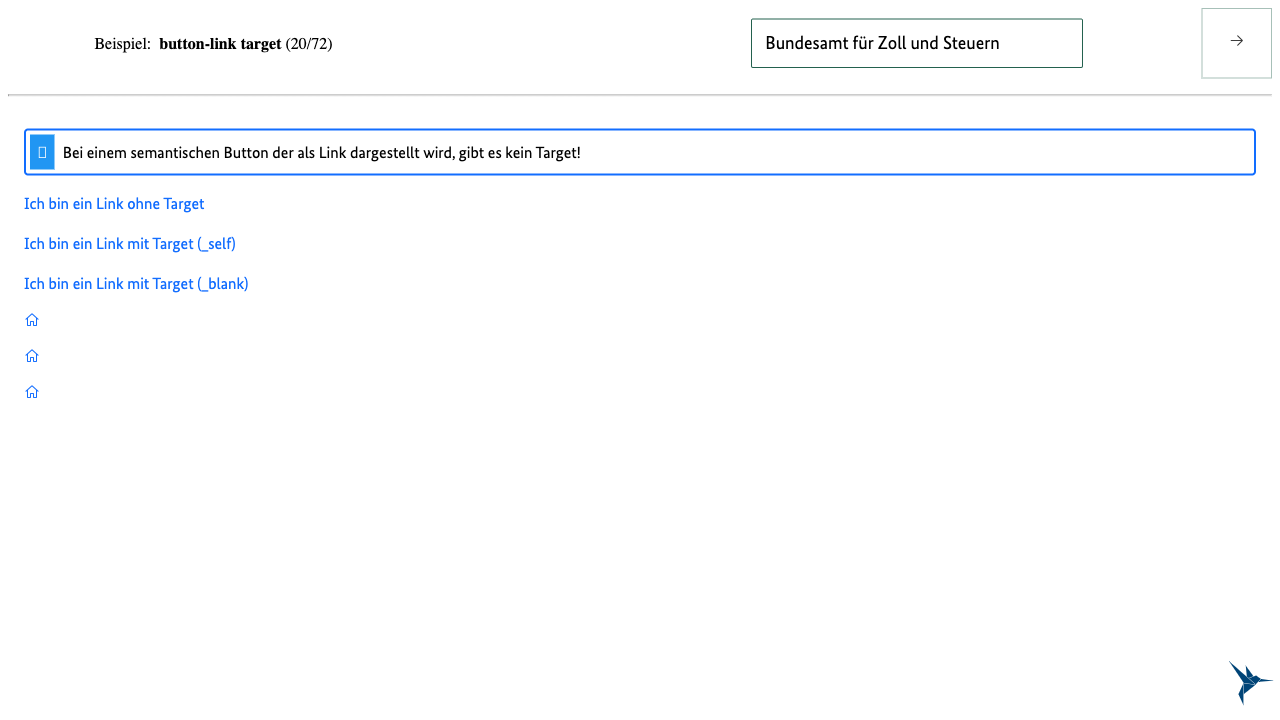 Beispiel: button-link target (20/72)
Bundesamt für Zoll und Steuern
Bei einem semantischen Button der als Link dargestellt wird, gibt es kein Target!
Ich bin ein Link ohne Target
Ich bin ein Link mit Target (_self)
Ich bin ein Link mit Target (_blank)